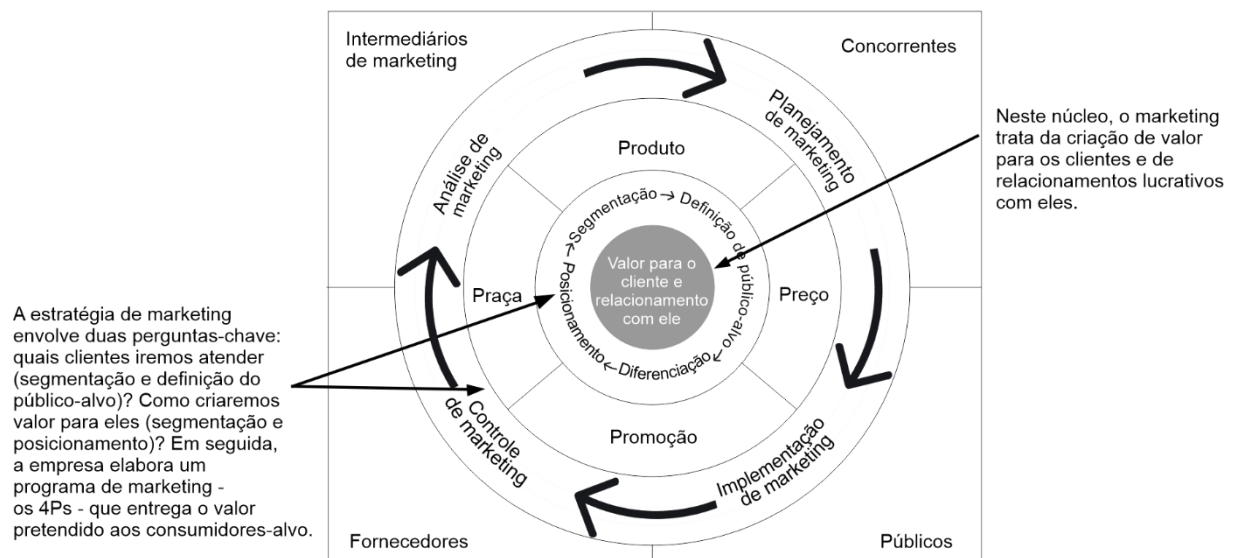 Intermediários
de marketing
Concorrentes
Análise de
marketing
Planejamento
de marketing
Produto
Segmentação
Definição de público-alvo
Valor para o
cliente e
relacionamento
com ele
Praça
Posicionamento
Preço
Diferenciação
Promoção
Controle
de marketing
Implementação
de marketing
Fornecedores
Públicos
Neste núcleo, o marketing
trata da criação de valor
para os clientes e de
relacionamentos lucrativos
com eles.
A estratégia de marketing
envolve duas perguntas-chave:
quais clientes iremos atender
(segmentação e definição do
público-alvo)? Como criaremos
valor para eles (segmentação e
posicionamento)? Em seguida,
a empresa elabora um
programa de marketing -
os 4Ps - que entrega o valor
pretendido aos consumidores-alvo.